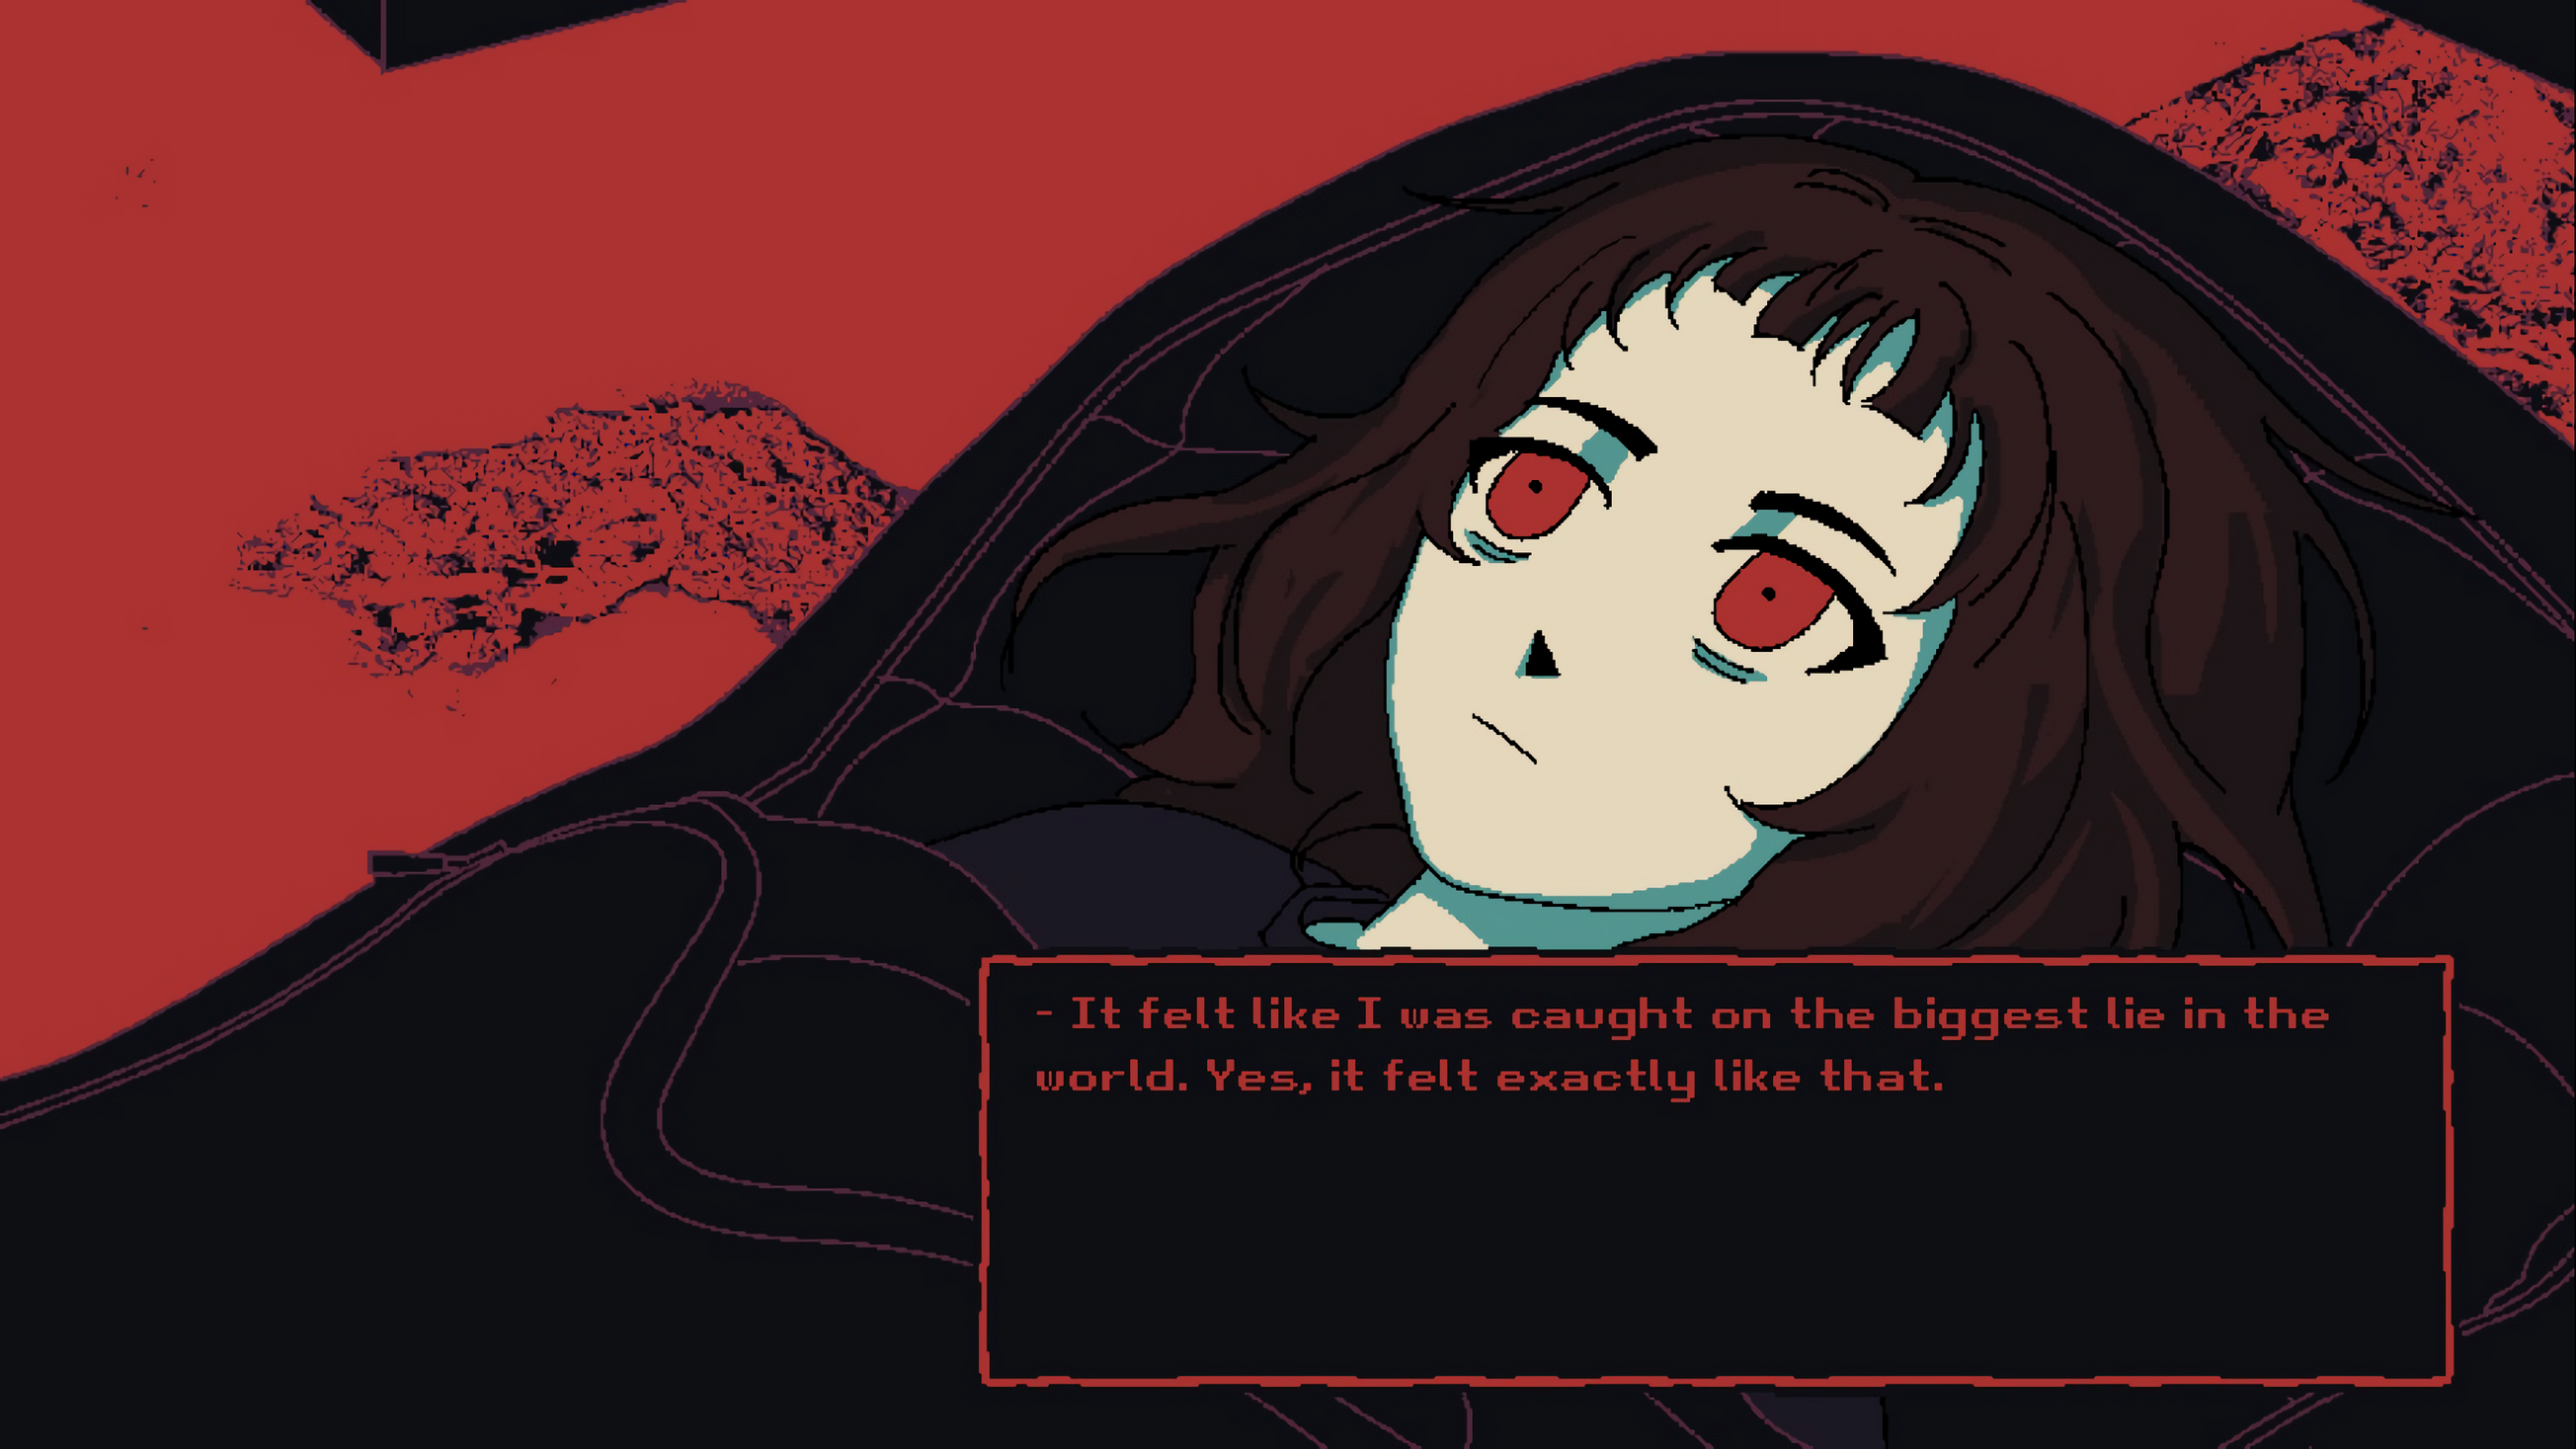 - It felt like I was caught on the biggest lie in the
world. Yes, it felt exactly like that.